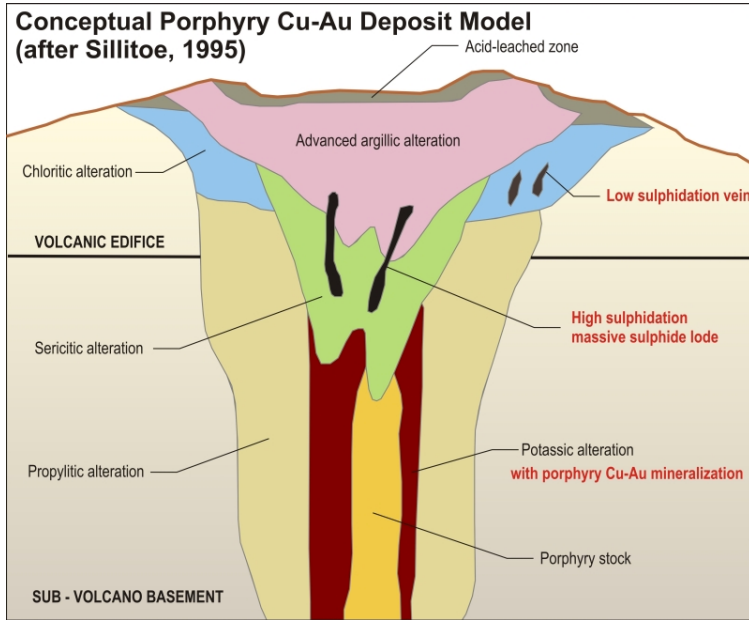 Conceptual Porphyry Cu-Au Deposit Model
(after Sillitoe, 1995)
Acid-leached zone
Advanced argillic alteration
Chloritic alteration
Low sulphidation vein
VOLCANIC EDIFICE
High sulphidation
massive sulphide lode
Sericitic alteration
Propylitic alteration
Potassic alteration
with porphyry Cu-Au mineralization
Porphyry stock
SUB - VOLCANO BASEMENT